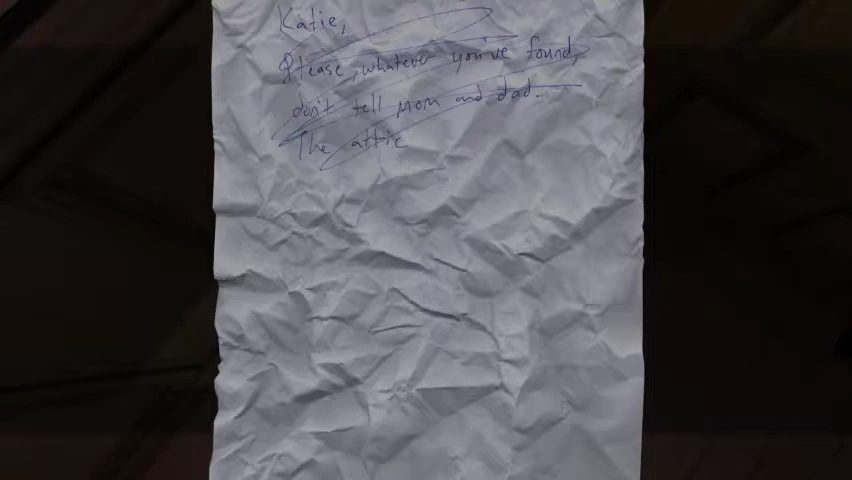 Katie,
Please, whatever you've found,
don't tell mom and dad.
The attic